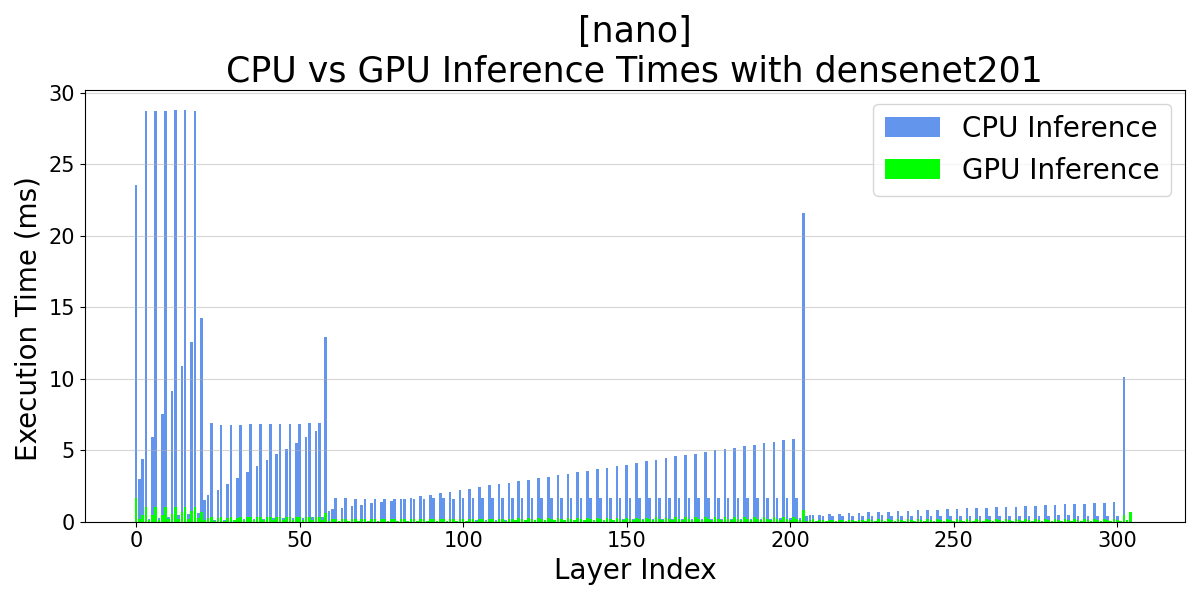 [nano]
CPU vs GPU Inference Times with densenet201
CPU Inference
GPU Inference
Execution Time (ms)
30
25
20
15
10
5
0
0 50 100 150 200 250 300
Layer Index